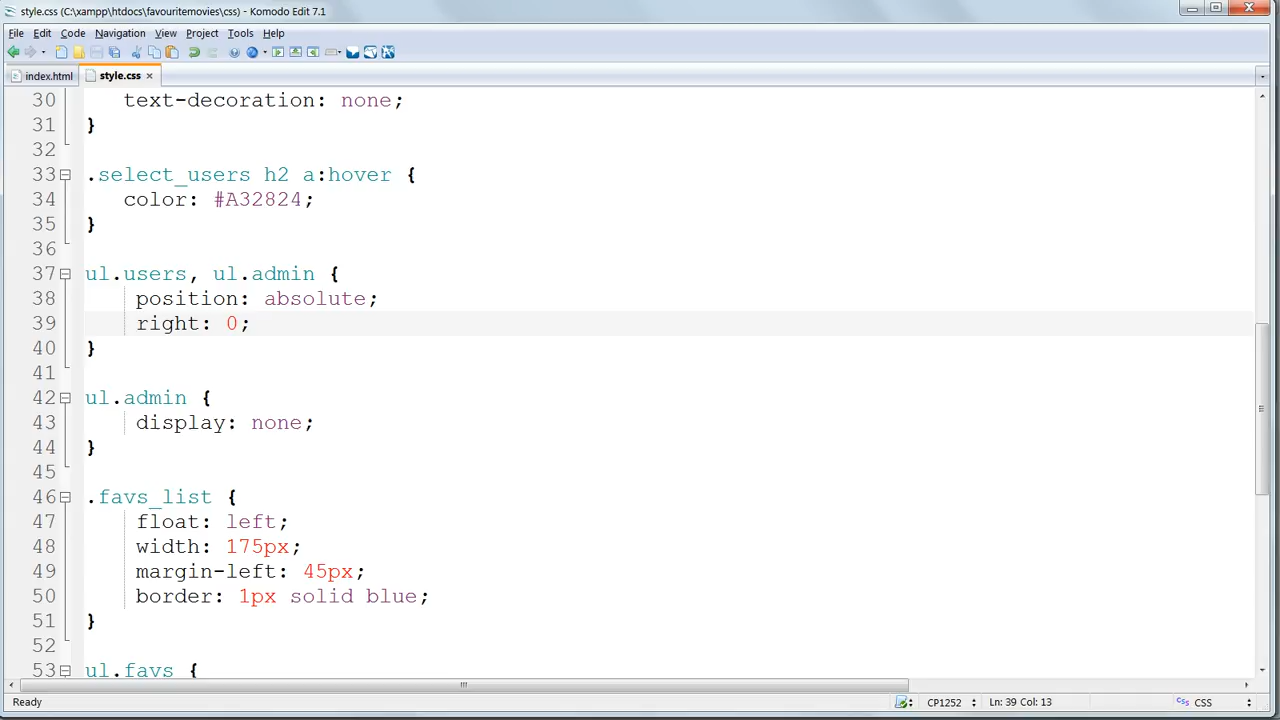 style.css (C:\xampp\htdocs\favouritemovies\css) - Komodo Edit 7.1
File Edit Code Navigation View Project Tools Help
index.html style.css
30 text-decoration: none;
31 }
32
33 .select_users h2 a:hover {
34 color: #A32824;
35 }
36
37 ul.users, ul.admin {
38 position: absolute;
39 right: 0;
40 }
41
42 ul.admin {
43 display: none;
44 }
45
46 .favs_list {
47 float: left;
48 width: 175px;
49 margin-left: 45px;
50 border: 1px solid blue;
51 }
52
53 ul.favs {
Ready CP1252 Ln: 39 Col: 13 CSS CSS